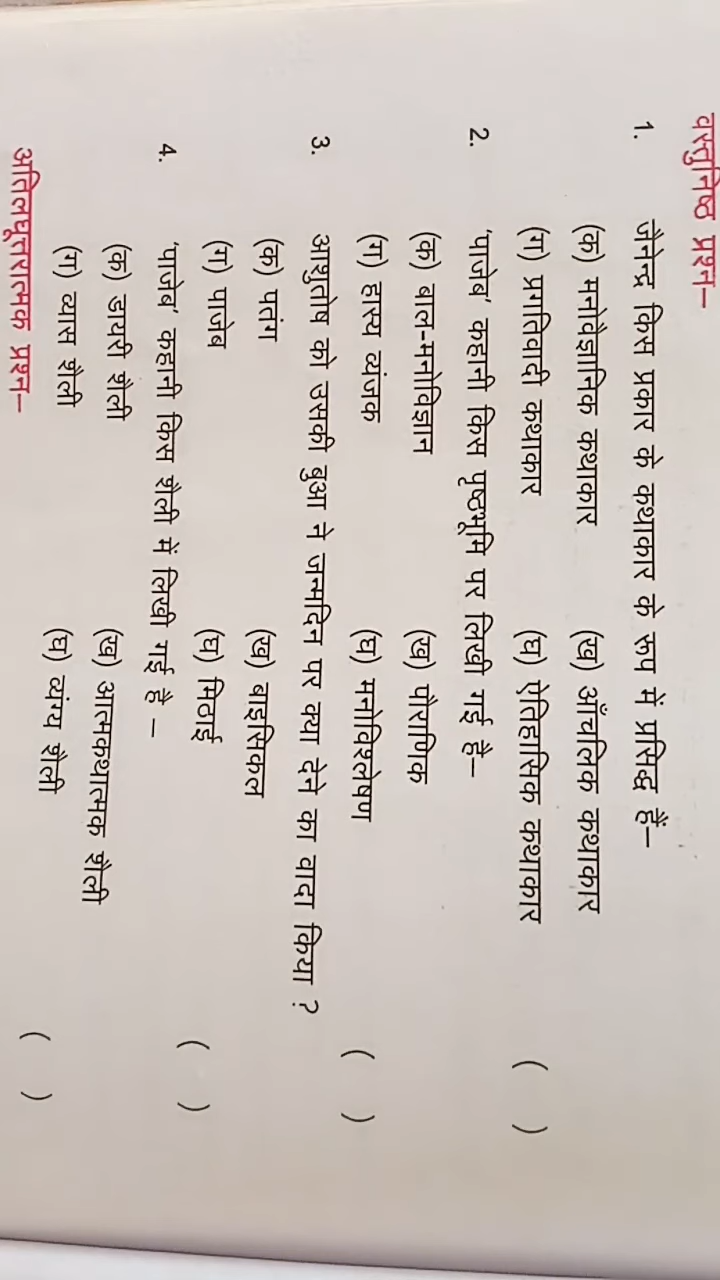 वस्तुनिष्ठ प्रश्न–
1. जैनेन्द्र किस प्रकार के कथाकार के रूप में प्रसिद्ध हैं–
(क) मनोवैज्ञानिक कथाकार (ख) आँचलिक कथाकार
(ग) प्रगतिवादी कथाकार (घ) ऐतिहासिक कथाकार ( )
2. 'पाजेब' कहानी किस पृष्ठभूमि पर लिखी गई है–
(क) बाल-मनोविज्ञान (ख) पौराणिक
(ग) हास्य व्यंजक (घ) मनोविश्लेषण ( )
3. आशुतोष को उसकी बुआ ने जन्मदिन पर क्या देने का वादा किया ?
(क) पतंग (ख) बाइसिकल
(ग) पाजेब (घ) मिठाई ( )
4. 'पाजेब' कहानी किस शैली में लिखी गई है –
(क) डायरी शैली (ख) आत्मकथात्मक शैली
(ग) व्यास शैली (घ) व्यंग्य शैली ( )
अतिलघूत्तरात्मक प्रश्न–